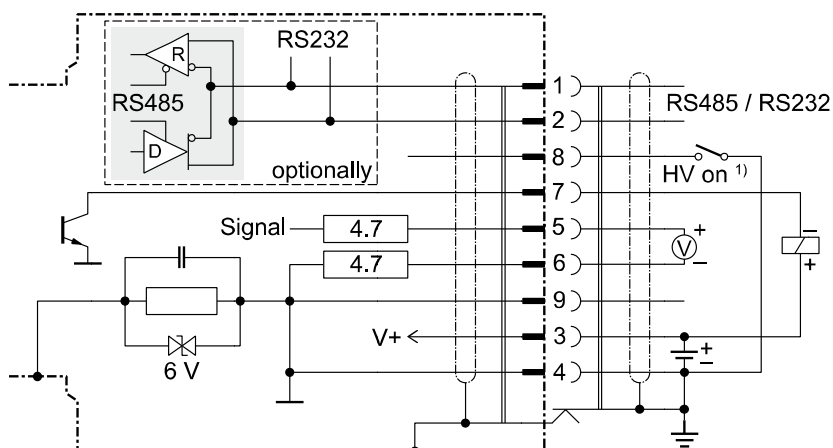 RS232
R
RS485
D
optionally
1
RS485 / RS232
2
8
HV on 1)
7
Signal
4.7
5
+
V
–
–
+
4.7
6
9
V+
3
+
–
6 V
4